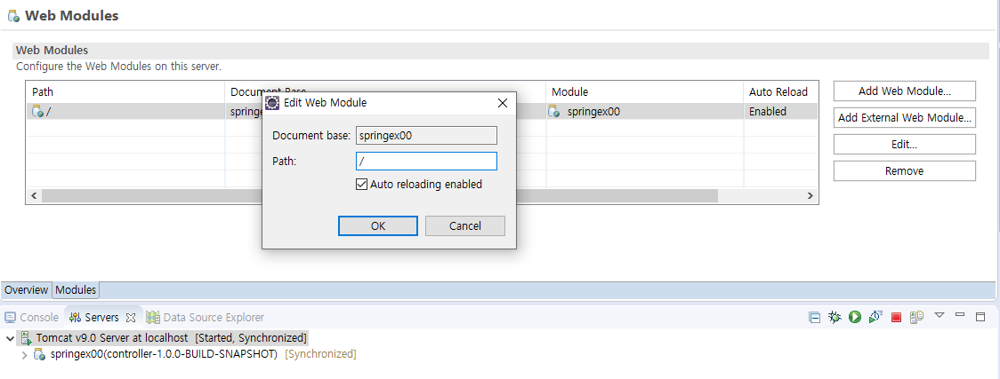 Web Modules
Web Modules
Configure the Web Modules on this server.
Path Document Base Module Auto Reload
/ springe springex00 Enabled
Add Web Module...
Add External Web Module...
Edit...
Remove
Edit Web Module
Document base: springex00
Path: /
Auto reloading enabled
OK Cancel
Overview Modules
Console Servers Data Source Explorer
Tomcat v9.0 Server at localhost [Started, Synchronized]
springex00(controller-1.0.0-BUILD-SNAPSHOT) [Synchronized]